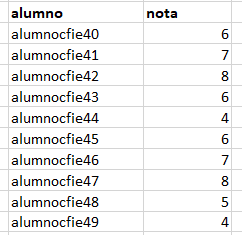 alumno nota
alumnocfie40 6
alumnocfie41 7
alumnocfie42 8
alumnocfie43 6
alumnocfie44 4
alumnocfie45 6
alumnocfie46 7
alumnocfie47 8
alumnocfie48 5
alumnocfie49 4